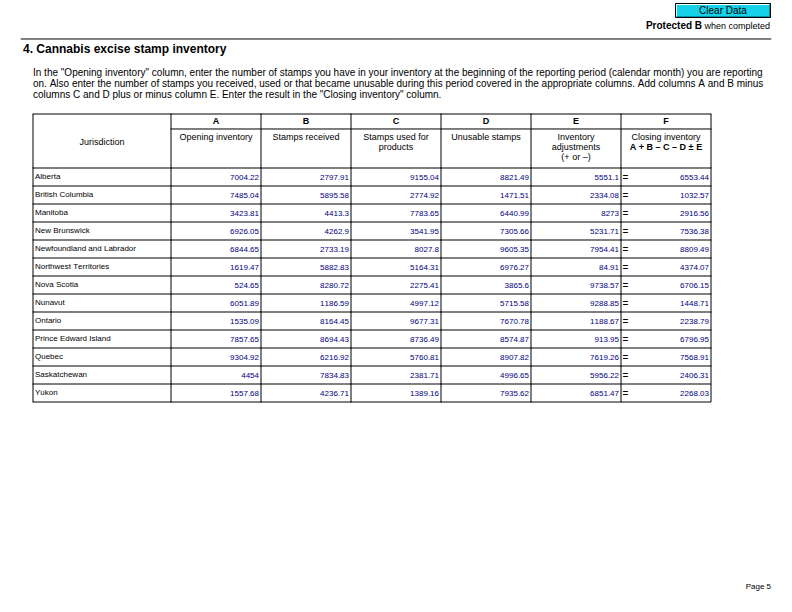 Clear Data
Protected B when completed
4. Cannabis excise stamp inventory
In the "Opening inventory" column, enter the number of stamps you have in your inventory at the beginning of the reporting period (calendar month) you are reporting
on. Also enter the number of stamps you received, used or that became unusable during this period covered in the appropriate columns. Add columns A and B minus
columns C and D plus or minus column E. Enter the result in the "Closing inventory" column.
Jurisdiction A B C D E F
Opening inventory Stamps received Stamps used for products Unusable stamps Inventory adjustments (+ or –) Closing inventory A + B – C – D ± E
Alberta 7004.22 2797.91 9155.04 8821.49 5551.1 = 6553.44
British Columbia 7485.04 5895.58 2774.92 1471.51 2334.08 = 1032.57
Manitoba 3423.81 4413.3 7783.65 6440.99 8273 = 2916.56
New Brunswick 6926.05 4262.9 3541.95 7305.66 5231.71 = 7536.38
Newfoundland and Labrador 6844.65 2733.19 8027.8 9605.35 7954.41 = 8809.49
Northwest Territories 1619.47 5882.83 5164.31 6976.27 84.91 = 4374.07
Nova Scotia 524.65 8280.72 2275.41 3865.6 9738.57 = 6706.15
Nunavut 6051.89 1186.59 4997.12 5715.58 9288.85 = 1448.71
Ontario 1535.09 8164.45 9677.31 7670.78 1188.67 = 2238.79
Prince Edward Island 7857.65 8694.43 8736.49 8574.87 913.95 = 6796.95
Quebec 9304.92 6216.92 5760.81 8907.82 7619.26 = 7568.91
Saskatchewan 4454 7834.83 2381.71 4996.65 5956.22 = 2406.31
Yukon 1557.68 4236.71 1389.16 7935.62 6851.47 = 2268.03
Page 5